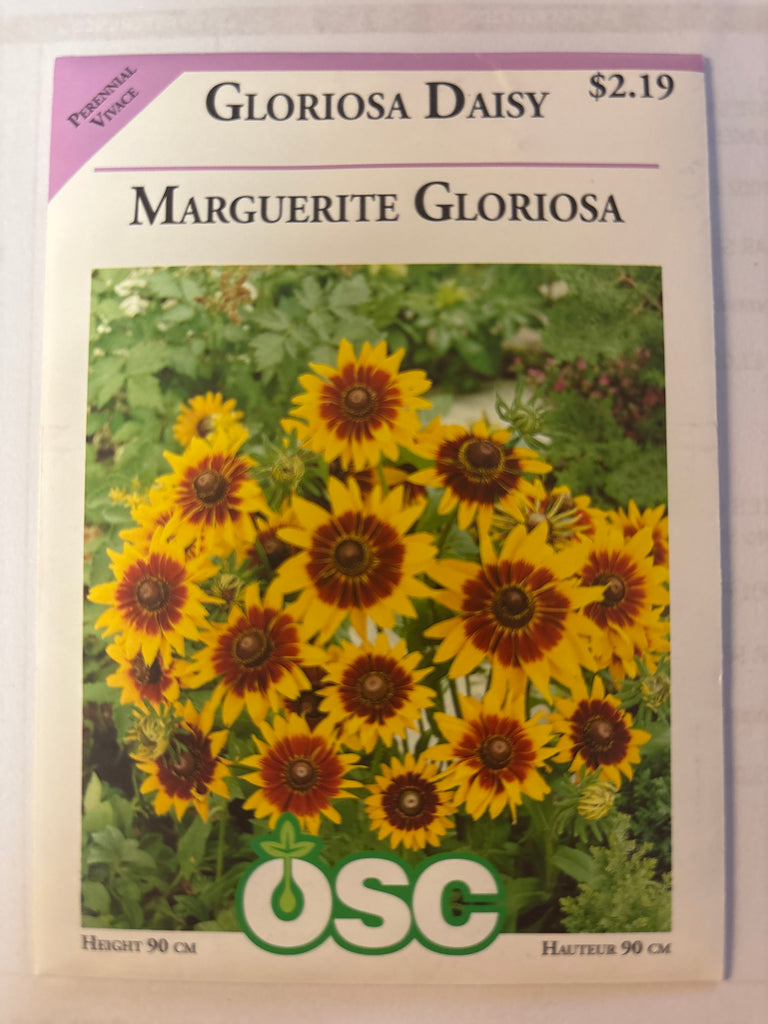 PERENNIAL
VIVACE
GLORIOSA DAISY
$2.19
MARGUERITE GLORIOSA
OSC
HEIGHT 90 CM
HAUTEUR 90 CM